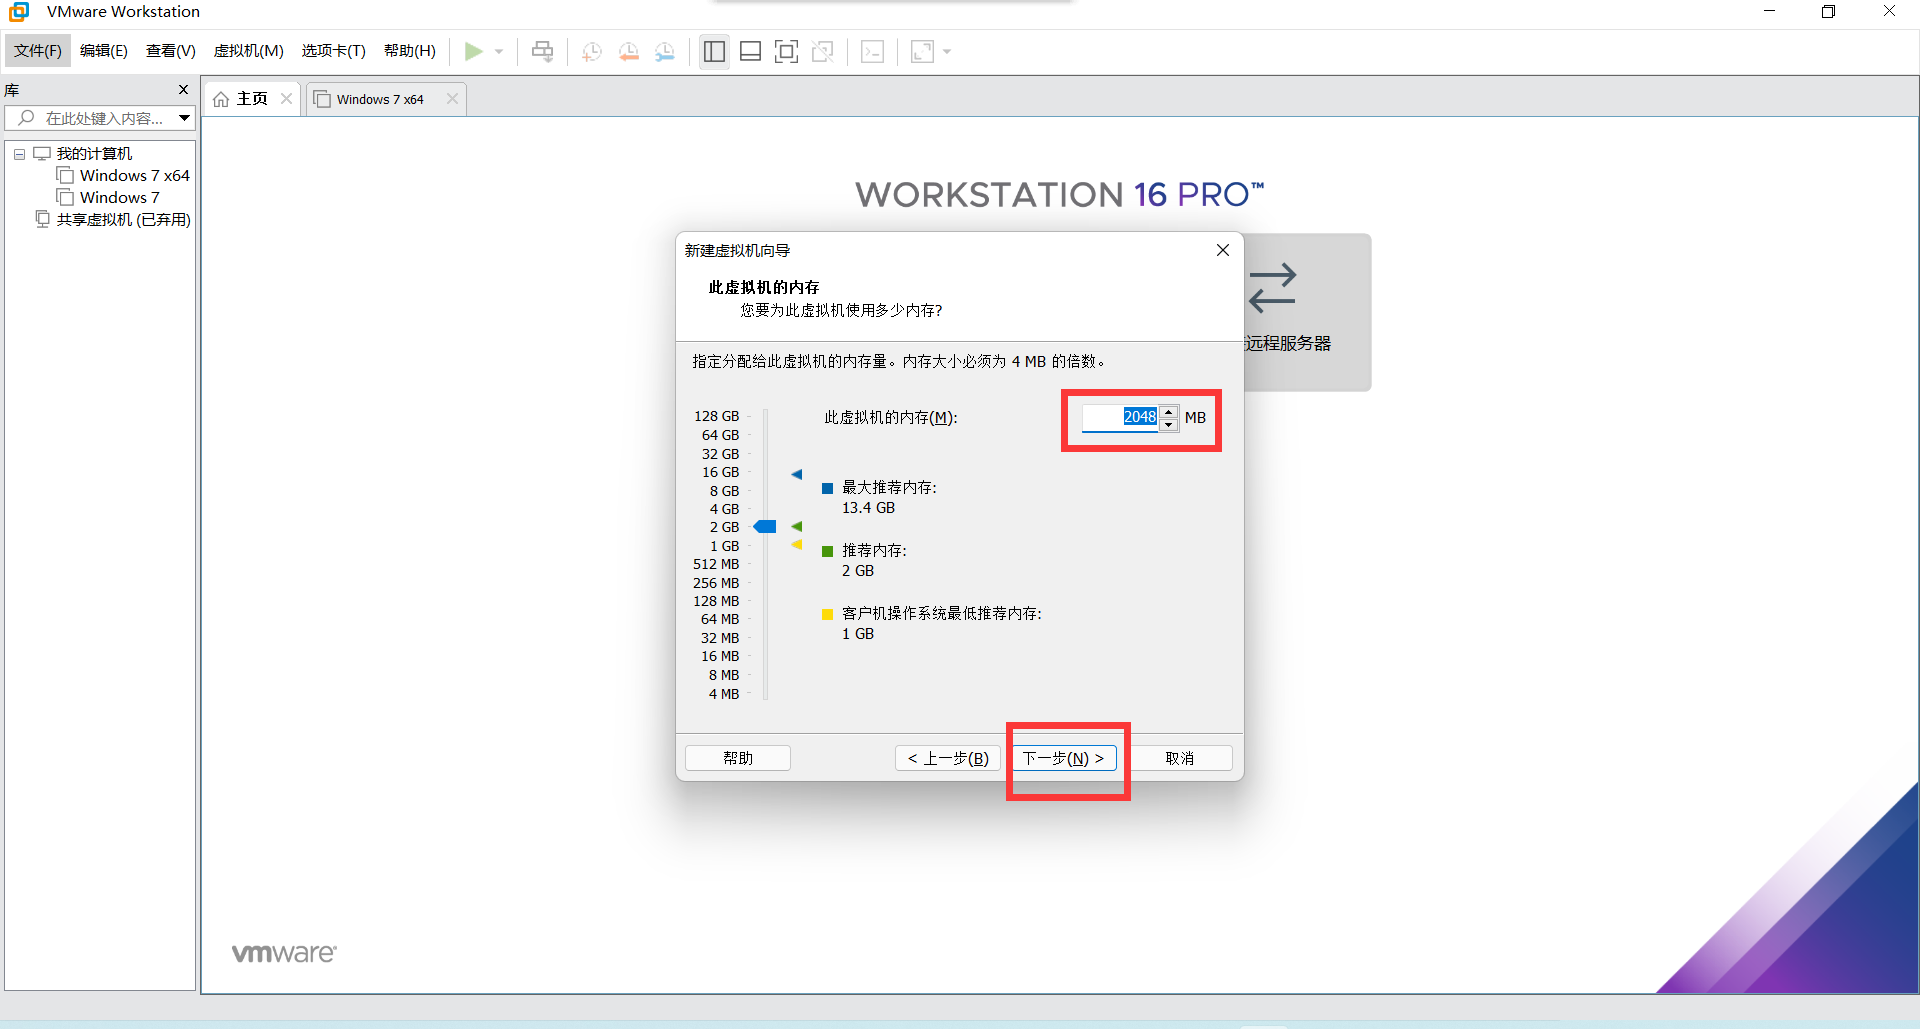 VMware Workstation
文件(F) 编辑(E) 查看(V) 虚拟机(M) 选项卡(T) 帮助(H)
库
在此处键入内容...
我的计算机
Windows 7 x64
Windows 7
共享虚拟机 (已弃用)
主页
Windows 7 x64
WORKSTATION 16 PRO™
远程服务器
新建虚拟机向导
此虚拟机的内存
您要为此虚拟机使用多少内存?
指定分配给此虚拟机的内存量。内存大小必须为 4 MB 的倍数。
此虚拟机的内存(M):
2048 MB
128 GB
64 GB
32 GB
16 GB
8 GB
4 GB
2 GB
1 GB
512 MB
256 MB
128 MB
64 MB
32 MB
16 MB
8 MB
4 MB
最大推荐内存:
13.4 GB
推荐内存:
2 GB
客户机操作系统最低推荐内存:
1 GB
帮助
< 上一步(B)
下一步(N) >
取消
vmware